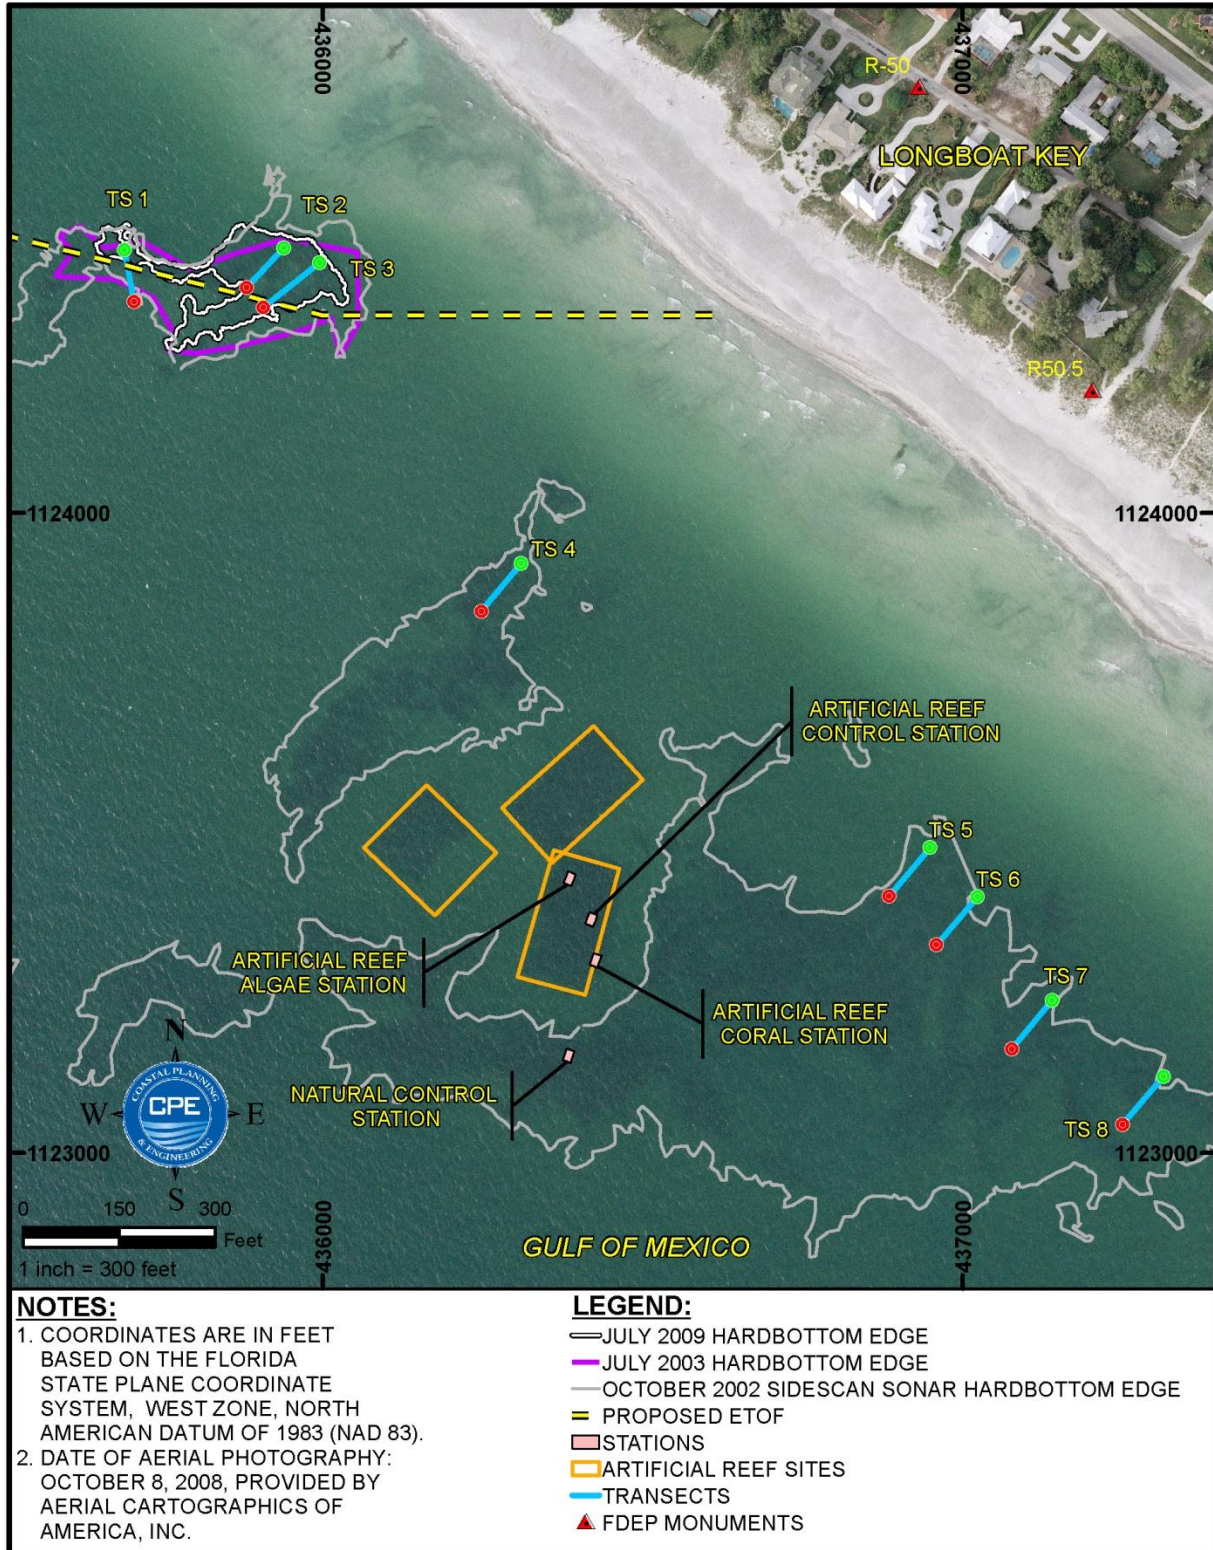 436000
437000
R-50
LONGBOAT KEY
TS 1
TS 2
TS 3
R50.5
1124000
1124000
TS 4
ARTIFICIAL REEF
CONTROL STATION
TS 5
TS 6
ARTIFICIAL REEF
ALGAE STATION
TS 7
ARTIFICIAL REEF
CORAL STATION
N
COASTAL PLANNING
CPE
& ENGINEERING
W
E
S
NATURAL CONTROL
STATION
TS 8
1123000
1123000
0 150 300
Feet
1 inch = 300 feet
436000
437000
GULF OF MEXICO
NOTES:
1. COORDINATES ARE IN FEET
BASED ON THE FLORIDA
STATE PLANE COORDINATE
SYSTEM, WEST ZONE, NORTH
AMERICAN DATUM OF 1983 (NAD 83).
2. DATE OF AERIAL PHOTOGRAPHY:
OCTOBER 8, 2008, PROVIDED BY
AERIAL CARTOGRAPHICS OF
AMERICA, INC.
LEGEND:
JULY 2009 HARDBOTTOM EDGE
JULY 2003 HARDBOTTOM EDGE
OCTOBER 2002 SIDESCAN SONAR HARDBOTTOM EDGE
PROPOSED ETOF
STATIONS
ARTIFICIAL REEF SITES
TRANSECTS
FDEP MONUMENTS